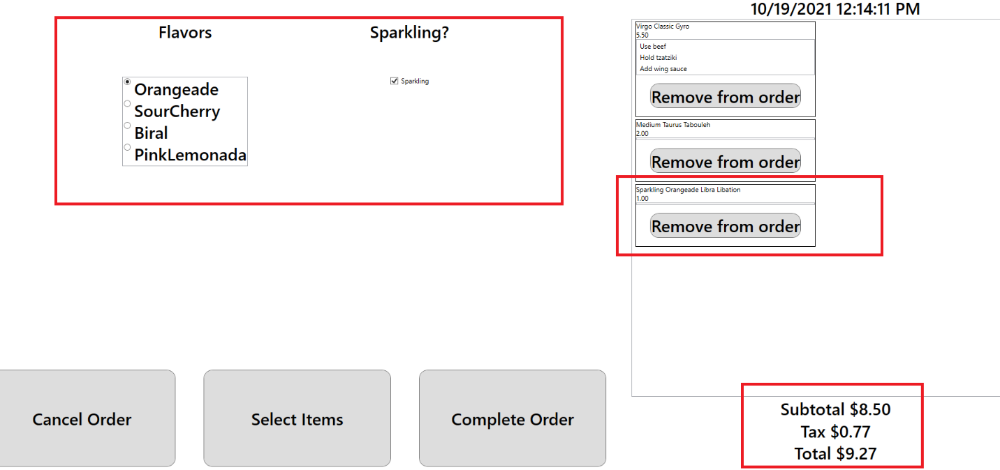 10/19/2021 12:14:11 PM
Flavors
Sparkling?
Orangeade
SourCherry
Biral
PinkLemonada
Sparkling
Virgo Classic Gyro
5.50
Use beef
Hold tzatziki
Add wing sauce
Remove from order
Medium Taurus Tabouleh
2.00
Remove from order
Sparkling Orangeade Libra Libation
1.00
Remove from order
Cancel Order
Select Items
Complete Order
Subtotal $8.50
Tax $0.77
Total $9.27